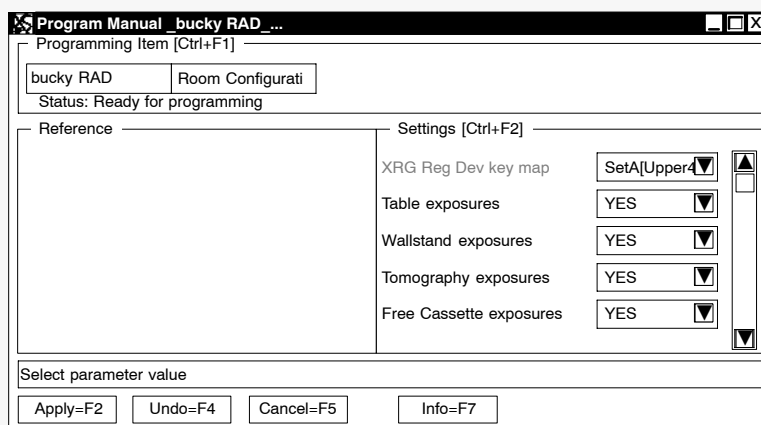 Program Manual _bucky RAD_...
X
Programming Item [Ctrl+F1]
bucky RAD
Room Configurati
Status: Ready for programming
Reference
Settings [Ctrl+F2]
XRG Reg Dev key map
SetA[Upper4
Table exposures
YES
Wallstand exposures
YES
Tomography exposures
YES
Free Cassette exposures
YES
Select parameter value
Apply=F2
Undo=F4
Cancel=F5
Info=F7